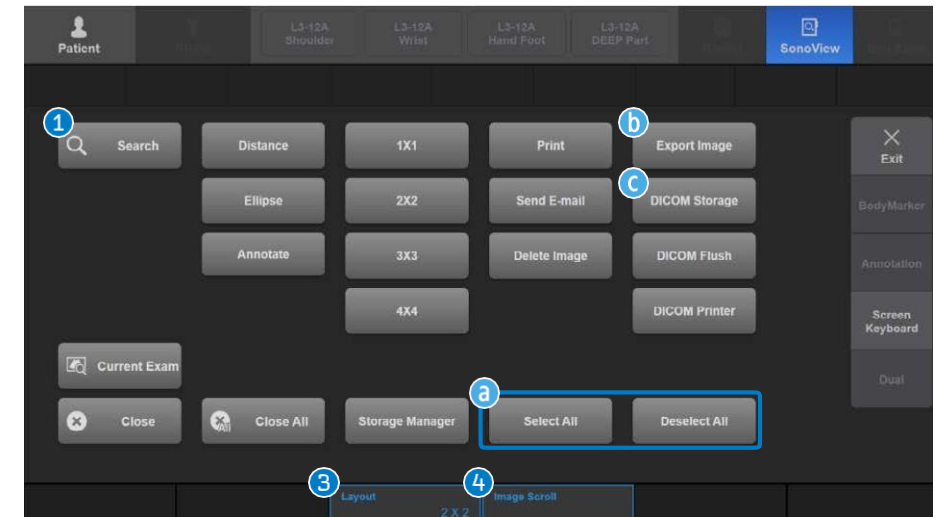 Patient
L3-12A
Shoulder
L3-12A
Wrist
L3-12A
Hand Foot
L3-12A
DEEP Part
SonoView
1
Search
Distance
1X1
Print
b
Export Image
Exit
Ellipse
2X2
Send E-mail
c
DICOM Storage
BodyMarker
Annotate
3X3
Delete Image
DICOM Flush
Annotation
4X4
DICOM Printer
Screen
Keyboard
Current Exam
Dual
a
Close
All
Close All
Storage Manager
Select All
Deselect All
3
Layout
2 X 2
4
Image Scroll